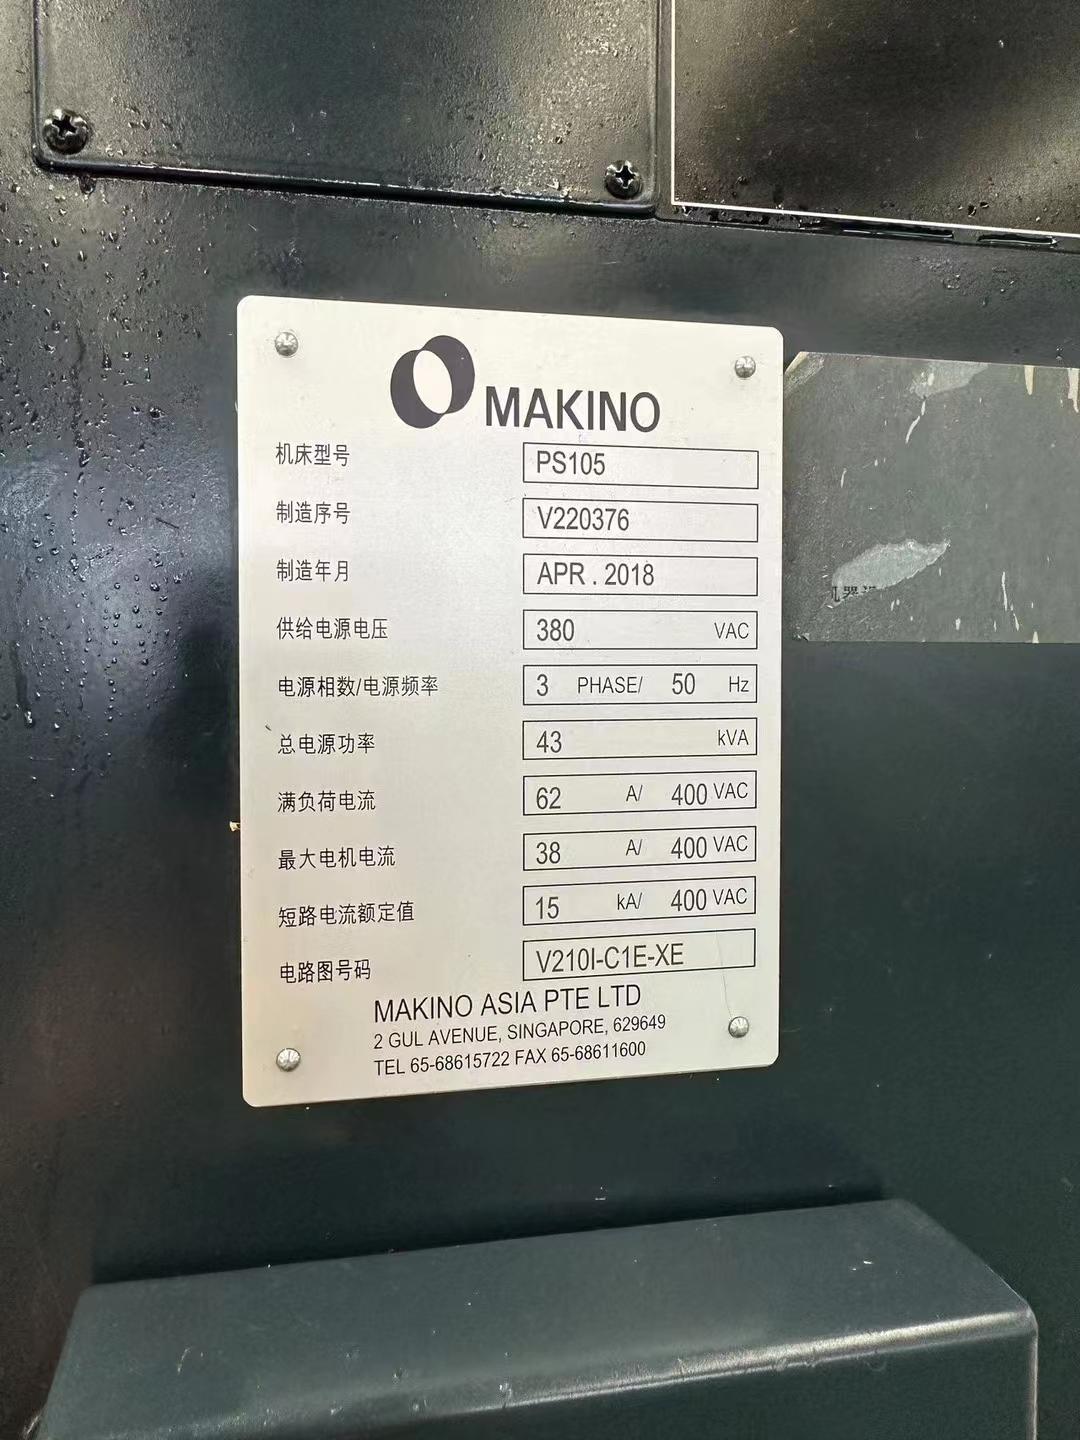 MAKINO
机床型号 PS105
制造序号 V220376
制造年月 APR . 2018
供给电源电压 380 VAC
电源相数/电源频率 3 PHASE/ 50 Hz
总电源功率 43 kVA
满负荷电流 62 A/ 400 VAC
最大电机电流 38 A/ 400 VAC
短路电流额定值 15 kA/ 400 VAC
电路图号码 V210I-C1E-XE
MAKINO ASIA PTE LTD
2 GUL AVENUE, SINGAPORE, 629649
TEL 65-68615722 FAX 65-68611600